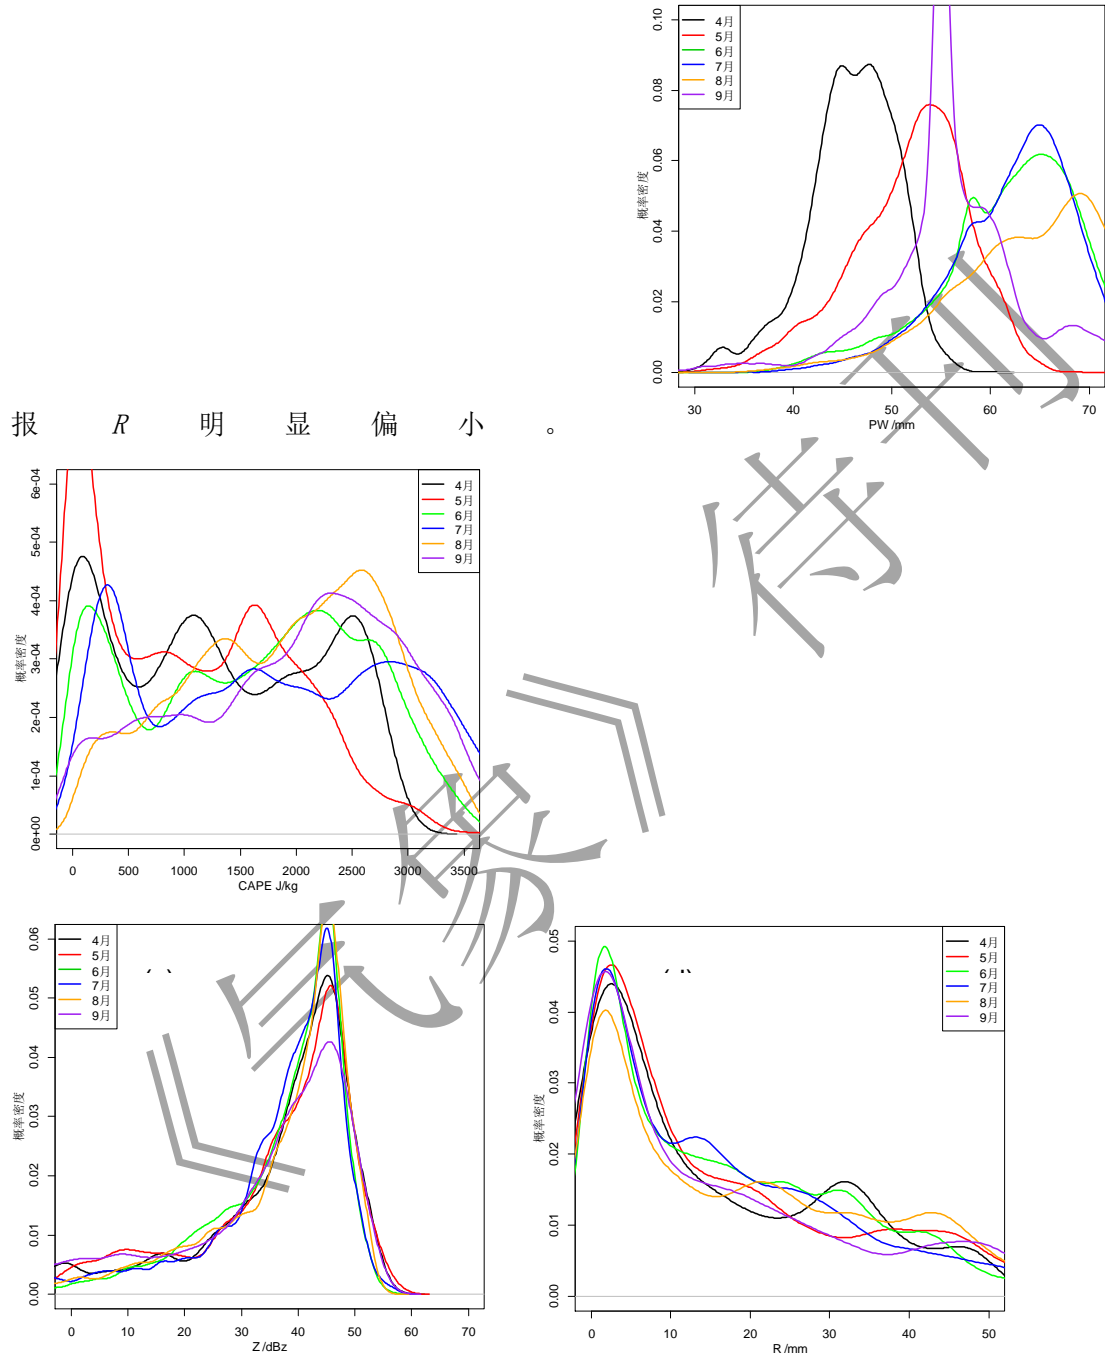 0.10
0.08
0.06
0.04
0.02
0.00
概率密度
4月
5月
6月
7月
8月
9月
30 40 50 60 70
PW /mm
报 R 明 显 偏 小 。
6e-04
5e-04
4e-04
3e-04
2e-04
1e-04
0e+00
概率密度
4月
5月
6月
7月
8月
9月
0 500 1000 1500 2000 2500 3000 3500
CAPE J/kg
0.06
0.05
0.04
0.03
0.02
0.01
0.00
概率密度
4月
5月
6月
7月
8月
9月
0 10 20 30 40 50 60 70
Z /dBz
0.05
0.04
0.03
0.02
0.01
0.00
概率密度
4月
5月
6月
7月
8月
9月
0 10 20 30 40 50
R /mm
《气象》待刊